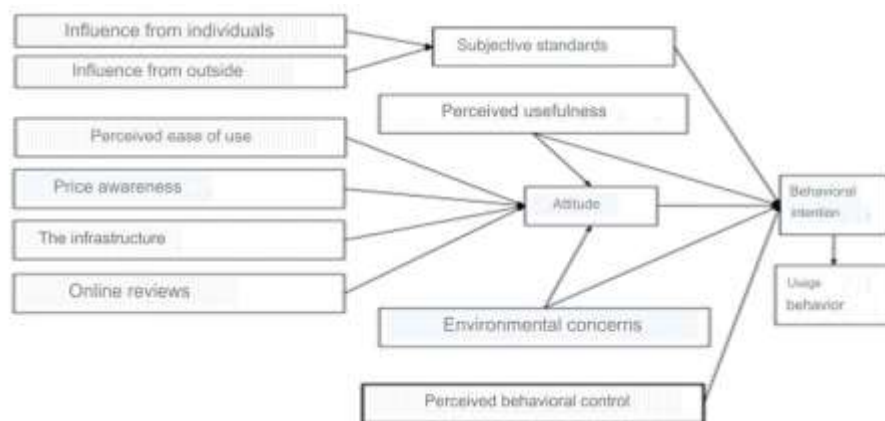 Influence from individuals
Influence from outside
Subjective standards
Perceived usefulness
Perceived ease of use
Price awareness
The infrastructure
Online reviews
Attitude
Behavioral
intention
Usage
behavior
Environmental concerns
Perceived behavioral control